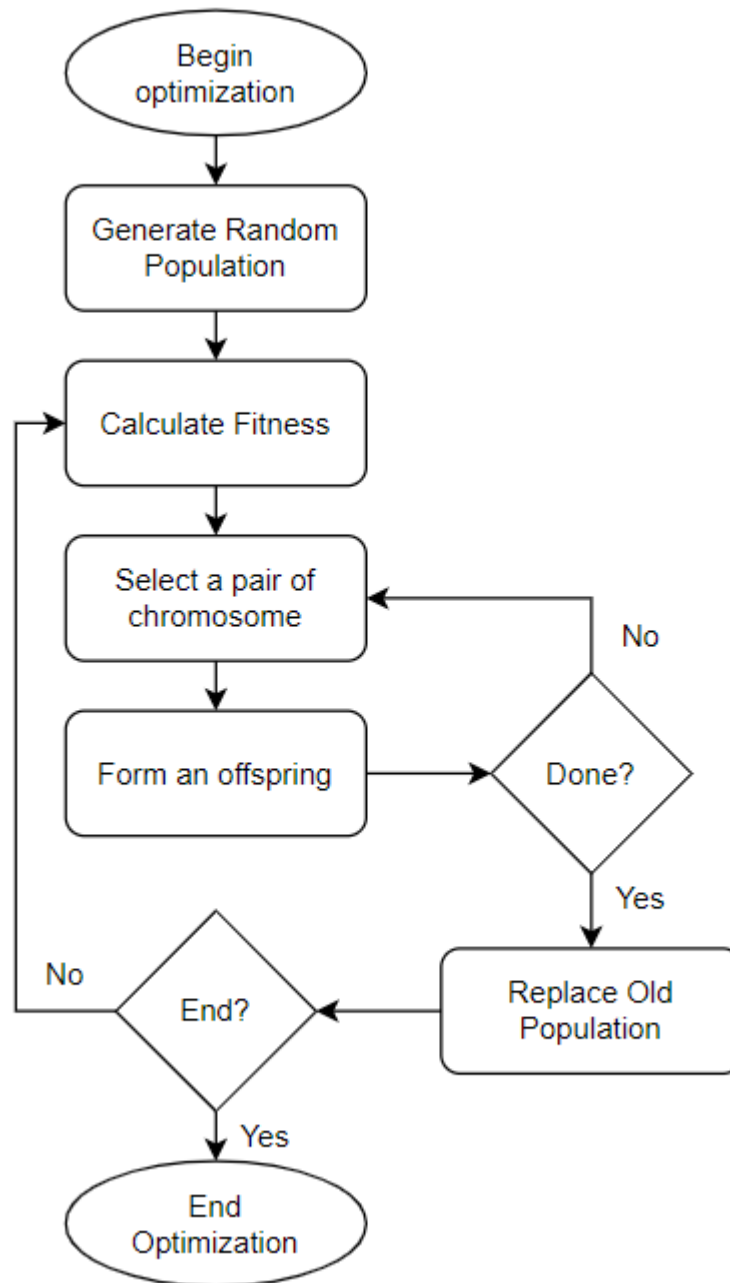 Begin
optimization
Generate Random
Population
Calculate Fitness
Select a pair of
chromosome
No
Form an offspring
Done?
Yes
Replace Old
Population
End?
No
Yes
End
Optimization